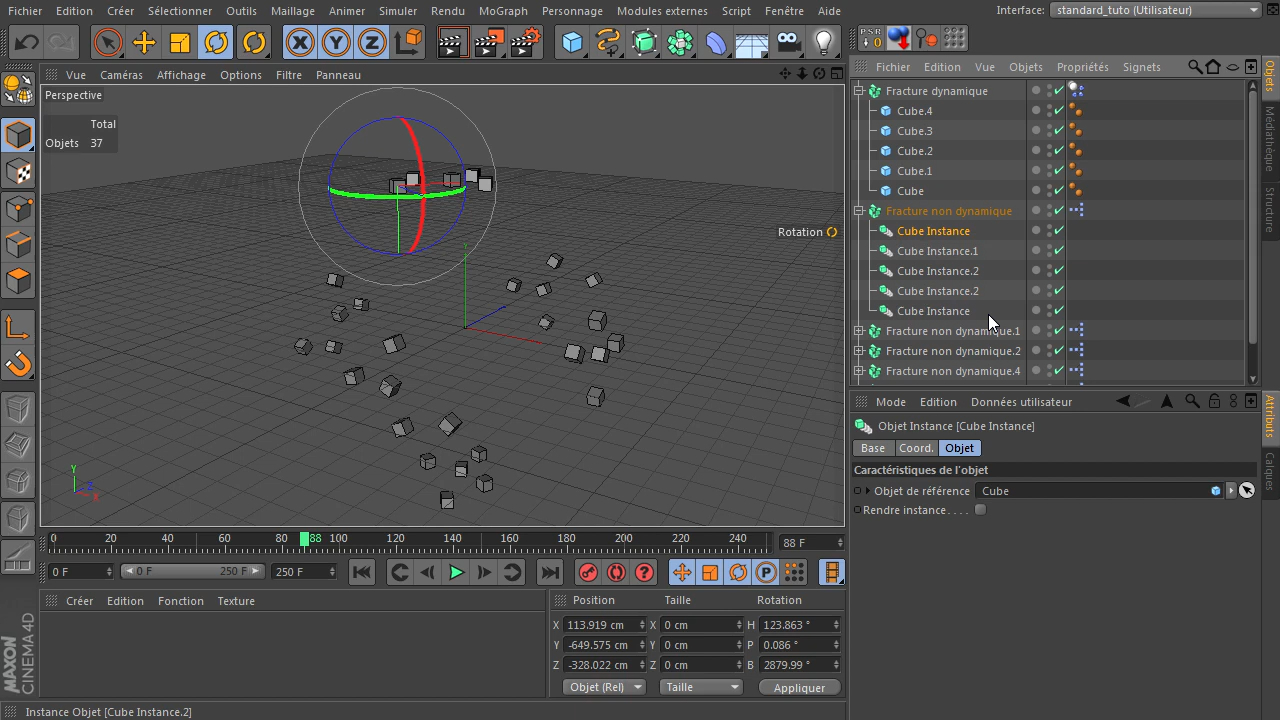 Fichier Edition Créer Sélectionner Outils Maillage Animer Simuler Rendu MoGraph Personnage Modules externes Script Fenêtre Aide Interface: standard_tuto (Utilisateur)
X Y Z PSR 0
Vue Caméras Affichage Options Filtre Panneau
Fichier Edition Vue Objets Propriétés Signets
Perspective
Total
Objets 37
Rotation
Y
Y
Z
X
Fracture dynamique
Cube.4
Cube.3
Cube.2
Cube.1
Cube
Fracture non dynamique
Cube Instance
Cube Instance.1
Cube Instance.2
Cube Instance.2
Cube Instance
Fracture non dynamique.1
Fracture non dynamique.2
Fracture non dynamique.4
Objets
Médiathèque
Structure
Mode Edition Données utilisateur
Objet Instance [Cube Instance]
Base Coord. Objet
Caractéristiques de l'objet
Objet de référence Cube
Rendre instance . . . .
Attributs
Calques
0 20 40 60 80 88 100 120 140 160 180 200 220 240 88 F
0 F 0 F 250 F 250 F
P
Créer Edition Fonction Texture
Position Taille Rotation
X 113.919 cm X 0 cm H 123.863 °
Y -649.575 cm Y 0 cm P 0.086 °
Z -328.022 cm Z 0 cm B 2879.99 °
Objet (Rel) Taille Appliquer
MAXON
CINEMA 4D
Instance Objet [Cube Instance.2]